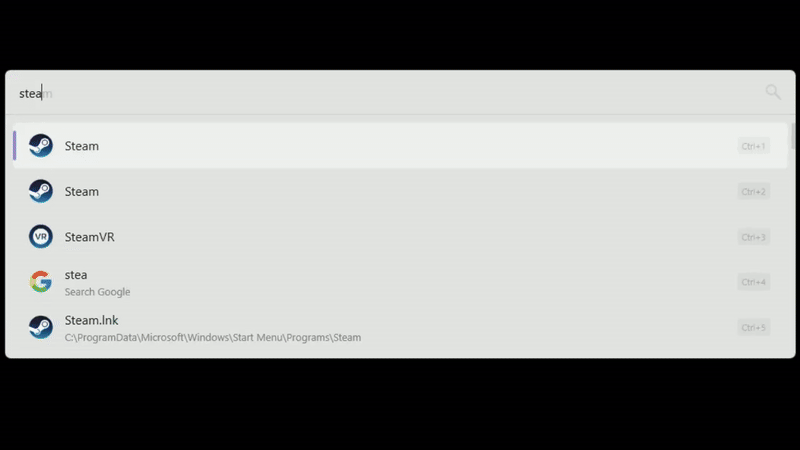 steam
Steam Ctrl+1
Steam Ctrl+2
VR SteamVR Ctrl+3
stea
Search Google Ctrl+4
Steam.lnk
C:\ProgramData\Microsoft\Windows\Start Menu\Programs\Steam Ctrl+5